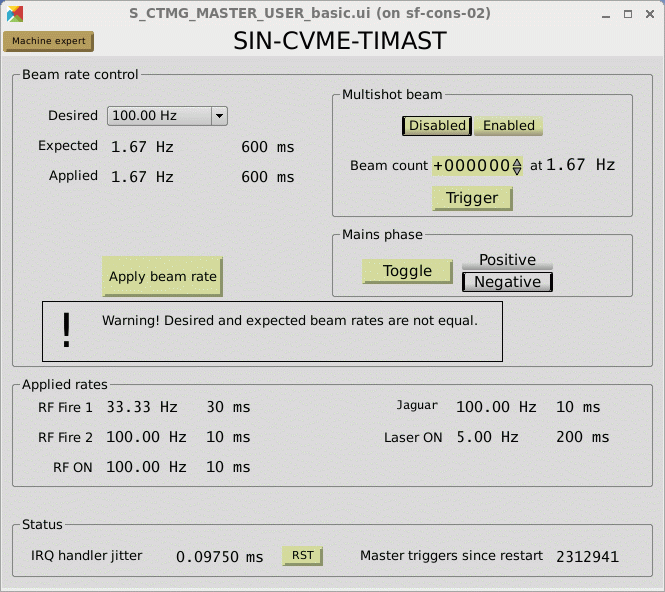 S_CTMG_MASTER_USER_basic.ui (on sf-cons-02)
Machine expert
SIN-CVME-TIMAST
Beam rate control
Desired 100.00 Hz
Expected 1.67 Hz 600 ms
Applied 1.67 Hz 600 ms
Apply beam rate
Multishot beam
Disabled Enabled
Beam count +000000 at 1.67 Hz
Trigger
Mains phase
Toggle
Positive
Negative
! Warning! Desired and expected beam rates are not equal.
Applied rates
RF Fire 1 33.33 Hz 30 ms
RF Fire 2 100.00 Hz 10 ms
RF ON 100.00 Hz 10 ms
Jaguar 100.00 Hz 10 ms
Laser ON 5.00 Hz 200 ms
Status
IRQ handler jitter 0.09750 ms RST Master triggers since restart 2312941